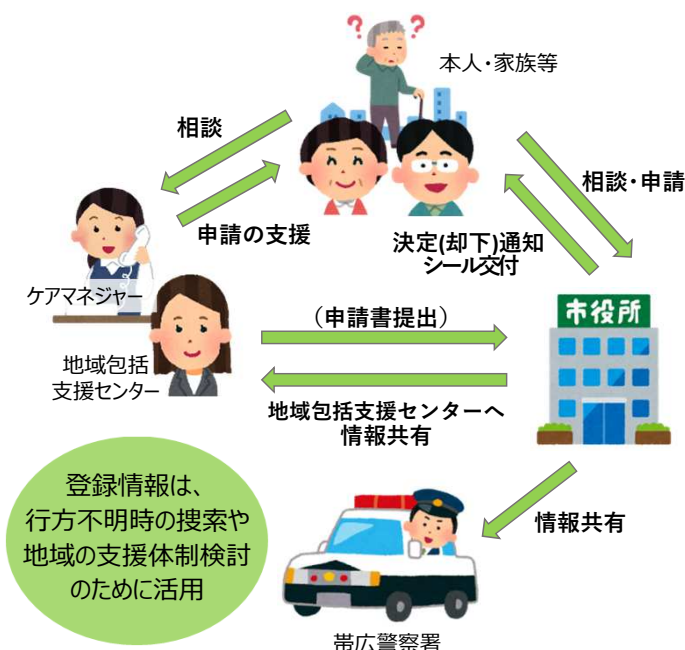 ? ?
本人・家族等
相談
相談・申請
申請の支援
決定(却下)通知
シール交付
ケアマネジャー
市役所
(申請書提出)
地域包括
支援センター
地域包括支援センターへ
情報共有
登録情報は、
行方不明時の捜索や
地域の支援体制検討
のために活用
情報共有
帯広警察署